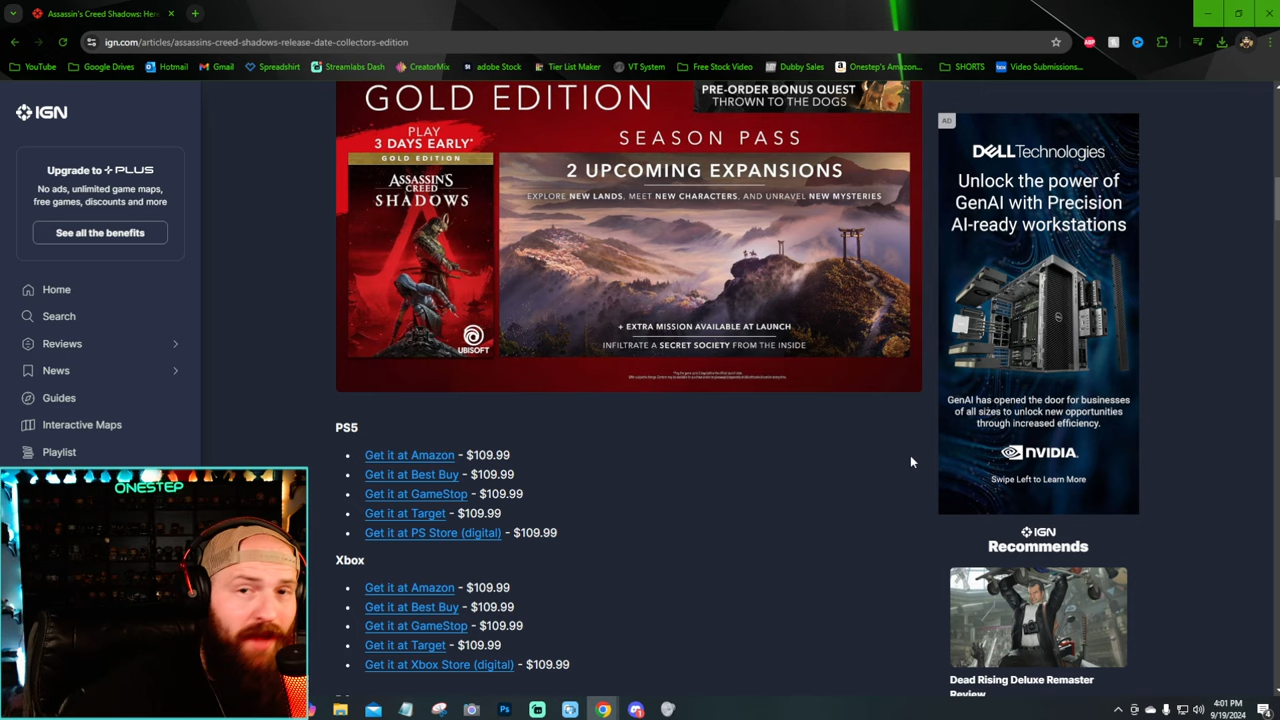 Assassin's Creed Shadows: Here
ign.com/articles/assassins-creed-shadows-release-date-collectors-edition
YouTube
Google Drives
Hotmail
Gmail
Spreadshirt
Streamlabs Dash
CreatorMix
adobe Stock
Tier List Maker
VT System
Free Stock Video
Dubby Sales
Onestep's Amazon...
SHORTS
Video Submissions...
IGN
Upgrade to PLUS
No ads, unlimited game maps,
free games, discounts and more
See all the benefits
Home
Search
Reviews
News
Guides
Interactive Maps
Playlist
ONESTEP
GOLD EDITION
PRE-ORDER BONUS QUEST
THROWN TO THE DOGS
PLAY
3 DAYS EARLY*
GOLD EDITION
ASSASSIN'S
CREED
SHADOWS
UBISOFT
SEASON PASS
2 UPCOMING EXPANSIONS
EXPLORE NEW LANDS, MEET NEW CHARACTERS, AND UNRAVEL NEW MYSTERIES
+ EXTRA MISSION AVAILABLE AT LAUNCH
INFILTRATE A SECRET SOCIETY FROM THE INSIDE
PS5
Get it at Amazon - $109.99
Get it at Best Buy - $109.99
Get it at GameStop - $109.99
Get it at Target - $109.99
Get it at PS Store (digital) - $109.99
Xbox
Get it at Amazon - $109.99
Get it at Best Buy - $109.99
Get it at GameStop - $109.99
Get it at Target - $109.99
Get it at Xbox Store (digital) - $109.99
AD
DELL Technologies
Unlock the power of
GenAI with Precision
AI-ready workstations
GenAI has opened the door for businesses
of all sizes to unlock new opportunities
through increased efficiency.
NVIDIA.
Swipe Left to Learn More
IGN
Recommends
Dead Rising Deluxe Remaster
Review
4:01 PM
9/19/2024